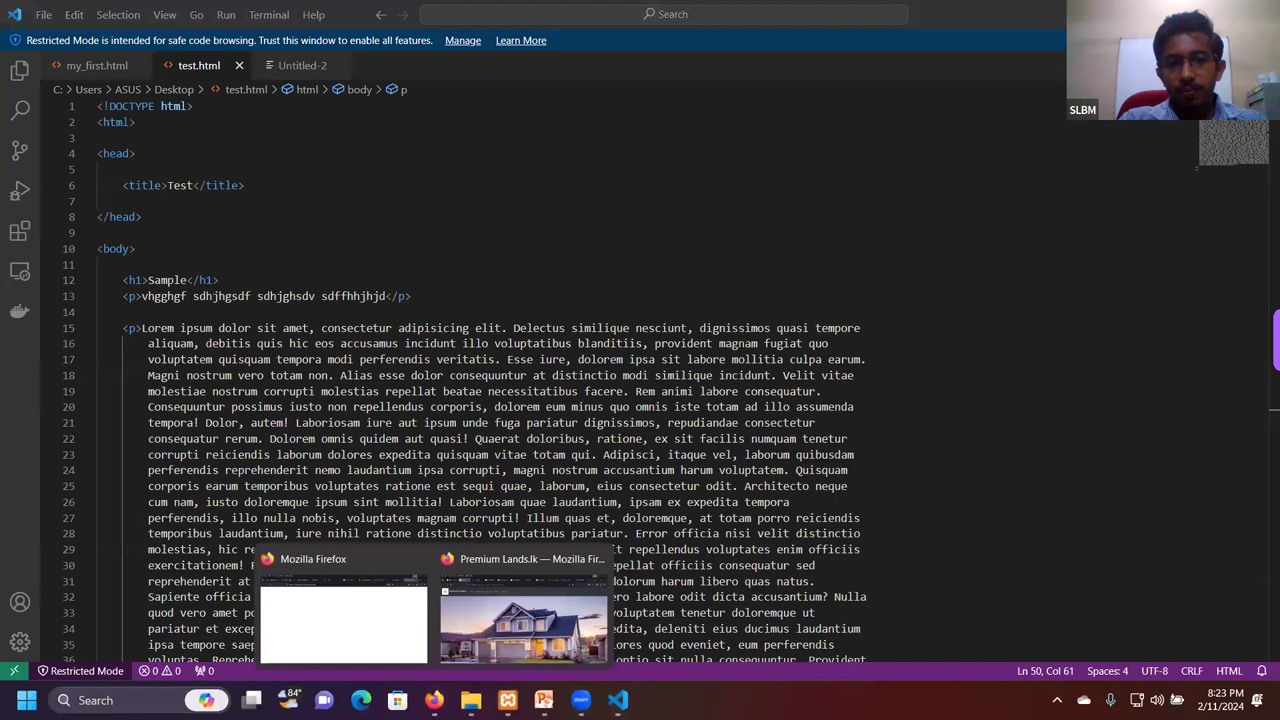 File Edit Selection View Go Run Terminal Help
Search
Restricted Mode is intended for safe code browsing. Trust this window to enable all features. Manage Learn More
my_first.html test.html Untitled-2
C: > Users > ASUS > Desktop > test.html > html > body > p
1 <!DOCTYPE html>
2 <html>
3
4 <head>
5
6 <title>Test</title>
7
8 </head>
9
10 <body>
11
12 <h1>Sample</h1>
13 <p>vhgghgf sdhjhgsdf sdhjghsdv sdffhhjhjd</p>
14
15 <p>Lorem ipsum dolor sit amet, consectetur adipisicing elit. Delectus similique nesciunt, dignissimos quasi tempore
16 aliquam, debitis quis hic eos accusamus incidunt illo voluptatibus blanditiis, provident magnam fugiat quo
17 voluptatem quisquam tempora modi perferendis veritatis. Esse iure, dolorem ipsa sit labore mollitia culpa earum.
18 Magni nostrum vero totam non. Alias esse dolor consequuntur at distinctio modi similique incidunt. Velit vitae
19 molestiae nostrum corrupti molestias repellat beatae necessitatibus facere. Rem animi labore consequatur.
20 Consequuntur possimus iusto non repellendus corporis, dolorem eum minus quo omnis iste totam ad illo assumenda
21 tempora! Dolor, autem! Laboriosam iure aut ipsum unde fuga pariatur dignissimos, repudiandae consectetur
22 consequatur rerum. Dolorem omnis quidem aut quasi! Quaerat doloribus, ratione, ex sit facilis numquam tenetur
23 corrupti reiciendis laborum dolores expedita quisquam vitae totam qui. Adipisci, itaque vel, laborum quibusdam
24 perferendis reprehenderit nemo laudantium ipsa corrupti, magni nostrum accusantium harum voluptatem. Quisquam
25 corporis earum temporibus voluptates ratione est sequi quae, laborum, eius consectetur odit. Architecto neque
26 cum nam, iusto doloremque ipsum sint mollitia! Laboriosam quae laudantium, ipsam ex expedita tempora
27 perferendis, illo nulla nobis, voluptates magnam corrupti! Illum quas et, doloremque, at totam porro reiciendis
28 temporibus laudantium, iure nihil ratione distinctio voluptatibus pariatur. Error officia nisi velit distinctio
29 molestias, hic repellendus voluptates enim officiis
30 exercitationem! facere doloribus expedita quaerat sed
31 reprehenderit dolorum harum libero quas natus.
32 Sapiente officia labore odit dicta accusantium? Nulla
33 quod vero amet voluptatem dolorum tenetur doloremque
34 pariatur et deleniti eius ducimus laudantium
35 ipsa tempore eveniet laborum eum quidem
36
Mozilla Firefox
Premium Lands.lk — Mozilla Fir...
SLBM
Restricted Mode 0 0 0 Ln 50, Col 61 Spaces: 4 UTF-8 CRLF HTML
84°
Search
8:23 PM
2/11/2024